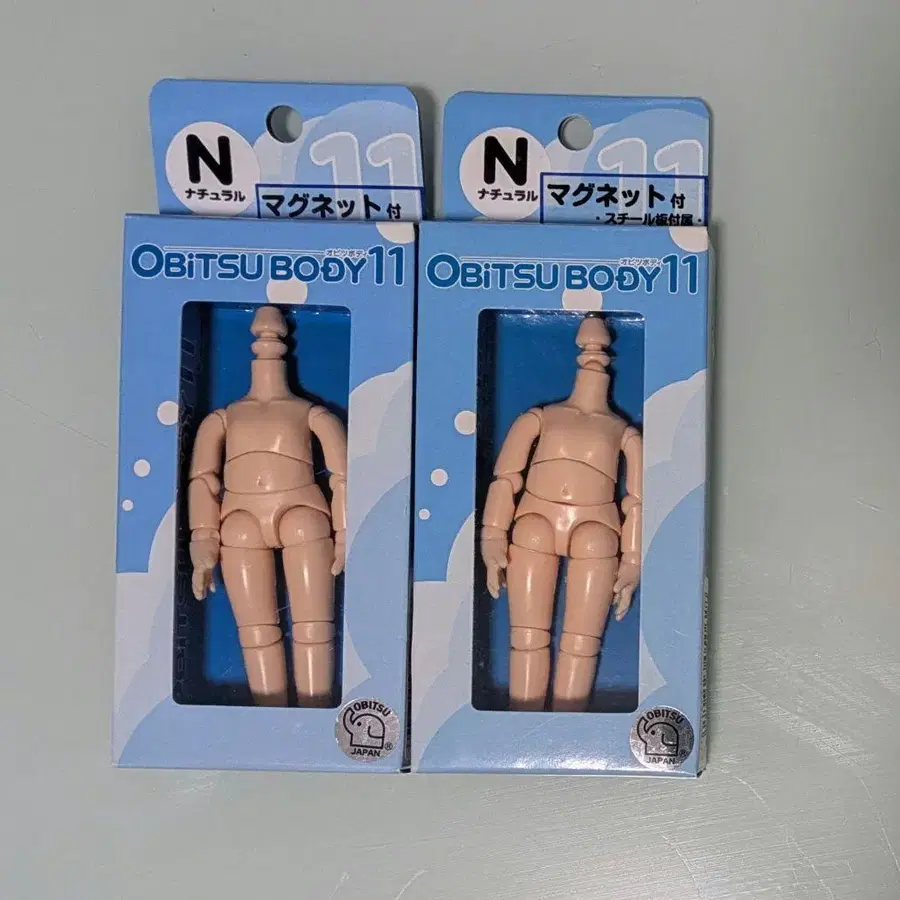 N
ナチュラル
11
マグネット付
オビツボディ
OBiTSU BODY 11
OBITSU
JAPAN
®
N
ナチュラル
11
マグネット付
・スチール板付属・
オビツボディ
OBiTSU BODY 11
OBITSU
JAPAN
®